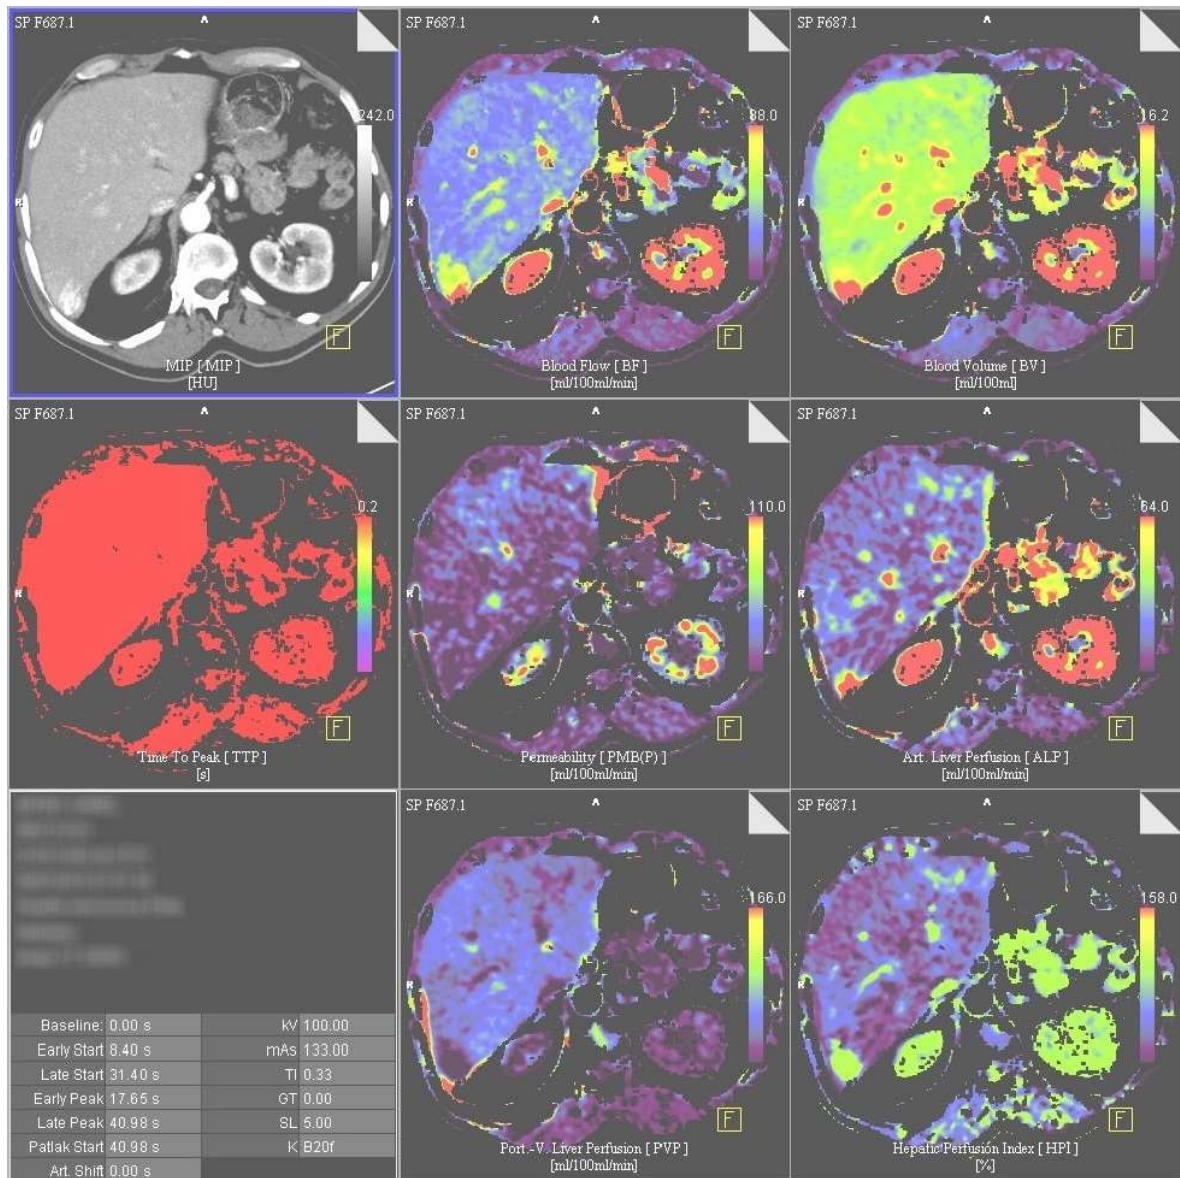 SP F687.1
A
242.0
R
F
MIP [ MIP ]
[HU]
SP F687.1
A
88.0
F
Blood Flow [ BF ]
[ml/100ml/min]
SP F687.1
A
16.2
F
Blood Volume [ BV ]
[ml/100ml]
SP F687.1
A
0.2
R
F
Time To Peak [ TTP ]
[s]
SP F687.1
A
110.0
R
F
Permeability [ PMB(P) ]
[ml/100ml/min]
SP F687.1
A
64.0
R
F
Art. Liver Perfusion [ ALP ]
[ml/100ml/min]
Baseline: 0.00 s kV 100.00
Early Start 8.40 s mAs 133.00
Late Start 31.40 s TI 0.33
Early Peak 17.65 s GT 0.00
Late Peak 40.98 s SL 5.00
Patlak Start 40.98 s K B20f
Art. Shift 0.00 s
SP F687.1
A
166.0
R
F
Port.-V. Liver Perfusion [ PVP ]
[ml/100ml/min]
SP F687.1
A
158.0
R
F
Hepatic Perfusión Index [ HPI ]
[%]